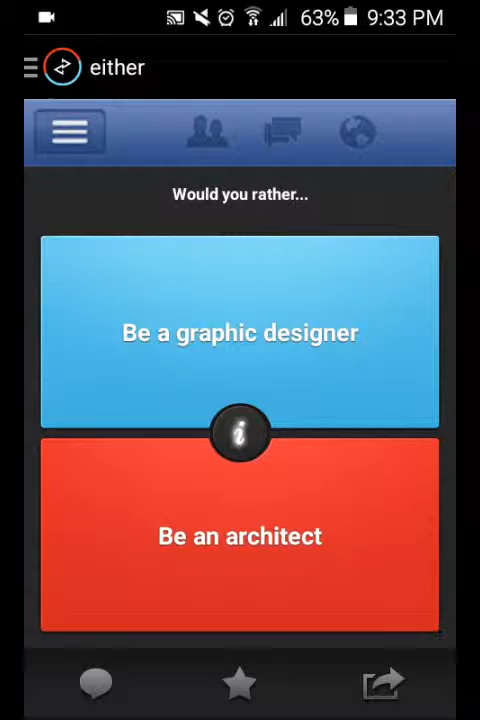 63% 9:33 PM
either
Would you rather...
Be a graphic designer
i
Be an architect